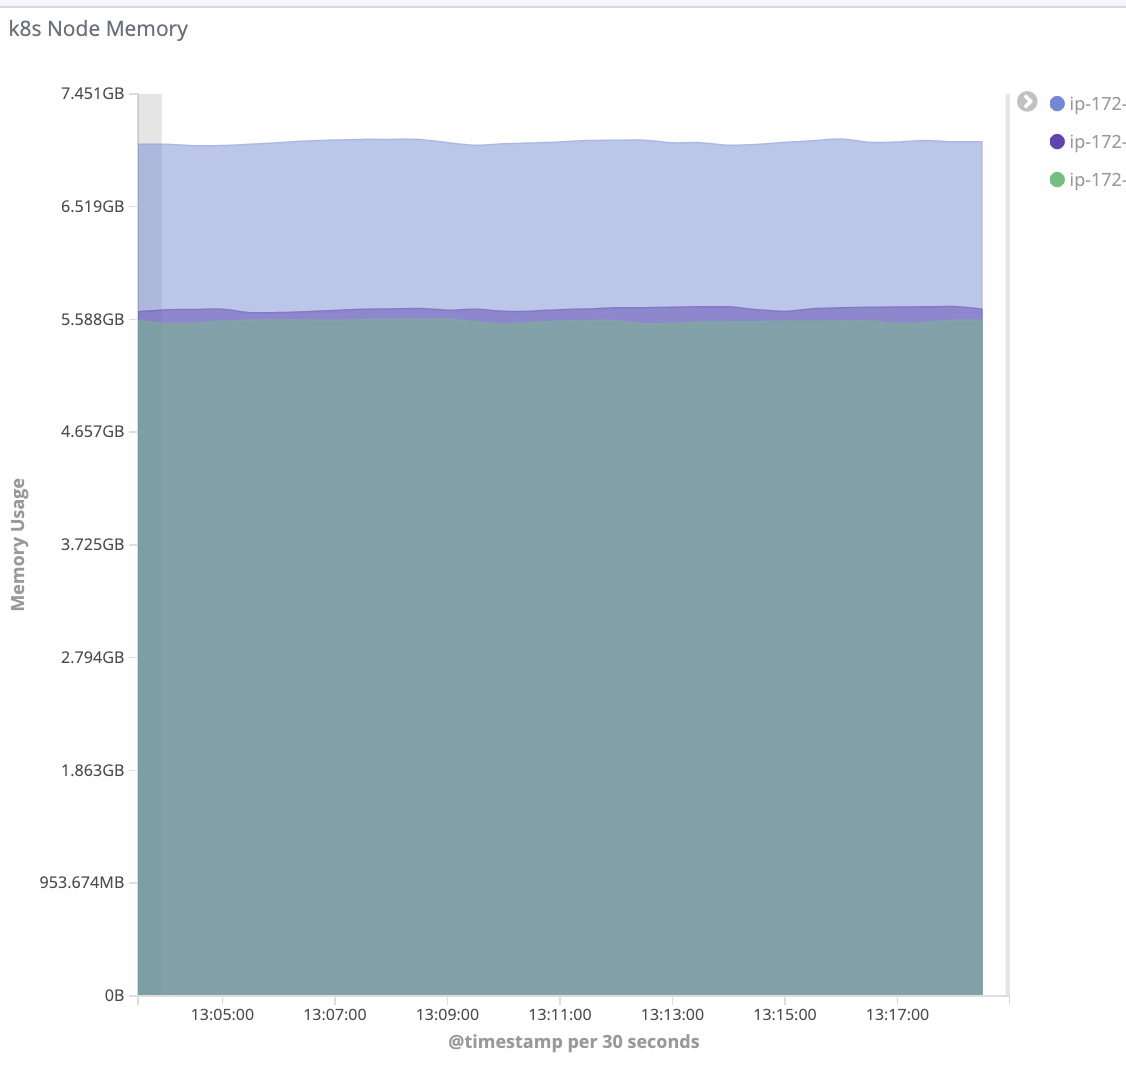 k8s Node Memory
7.451GB
6.519GB
5.588GB
4.657GB
3.725GB
2.794GB
1.863GB
953.674MB
0B
Memory Usage
13:05:00
13:07:00
13:09:00
13:11:00
13:13:00
13:15:00
13:17:00
@timestamp per 30 seconds
ip-172-
ip-172-
ip-172-